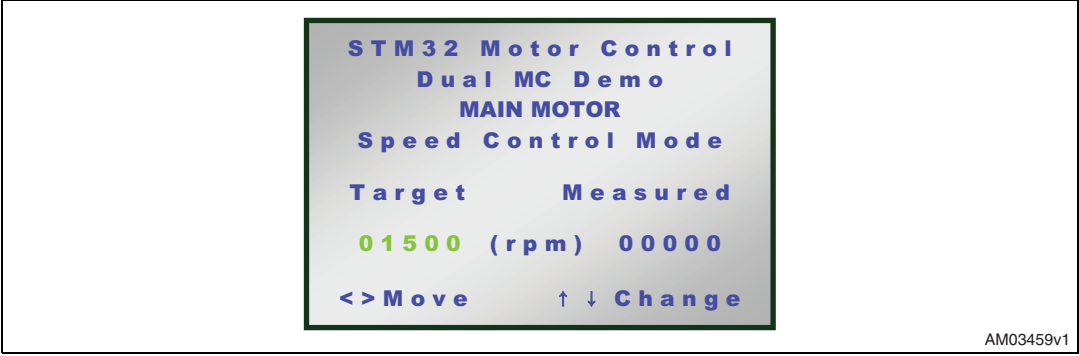 STM32 Motor Control
Dual MC Demo
MAIN MOTOR
Speed Control Mode
Target Measured
01500 (rpm) 00000
<>Move ↑↓Change
AM03459v1